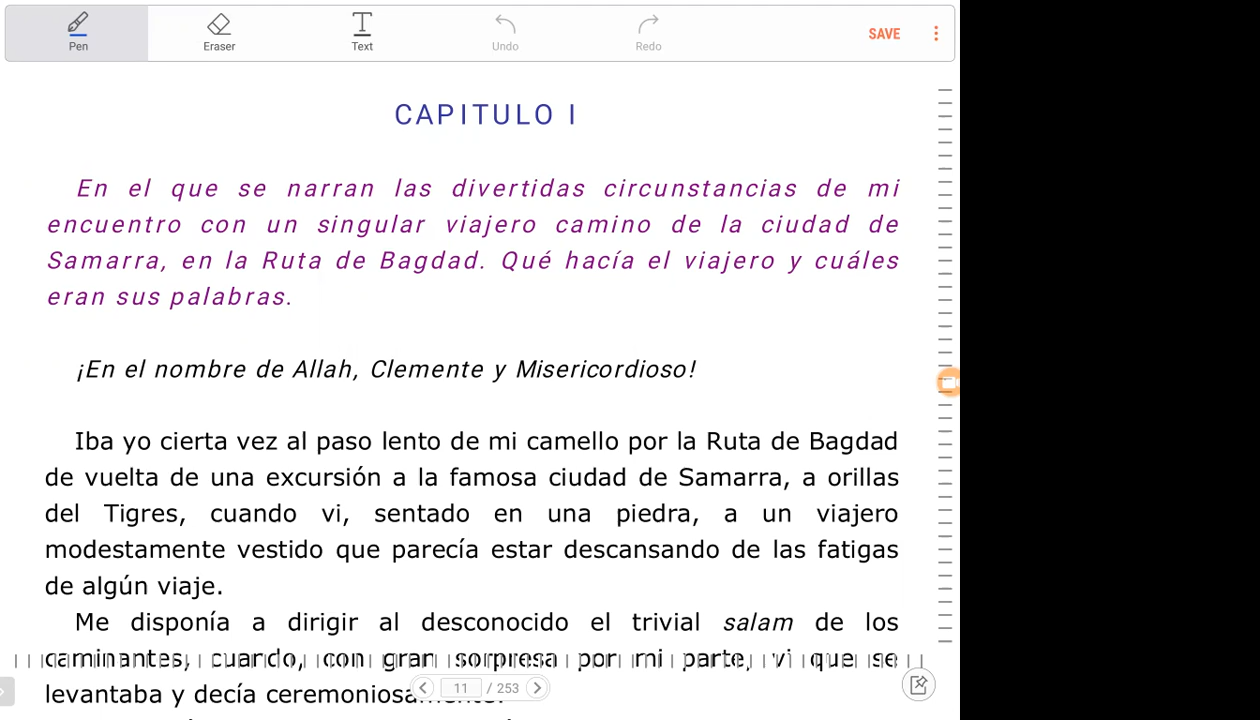 Pen
Eraser
Text
Undo
Redo
SAVE
CAPITULO I
En el que se narran las divertidas circunstancias de mi
encuentro con un singular viajero camino de la ciudad de
Samarra, en la Ruta de Bagdad. Qué hacía el viajero y cuáles
eran sus palabras.
¡En el nombre de Allah, Clemente y Misericordioso!
Iba yo cierta vez al paso lento de mi camello por la Ruta de Bagdad
de vuelta de una excursión a la famosa ciudad de Samarra, a orillas
del Tigres, cuando vi, sentado en una piedra, a un viajero
modestamente vestido que parecía estar descansando de las fatigas
de algún viaje.
Me disponía a dirigir al desconocido el trivial salam de los
caminantes, cuando, con gran sorpresa por mi parte, vi que se
levantaba y decía ceremoniosamente:
11 / 253